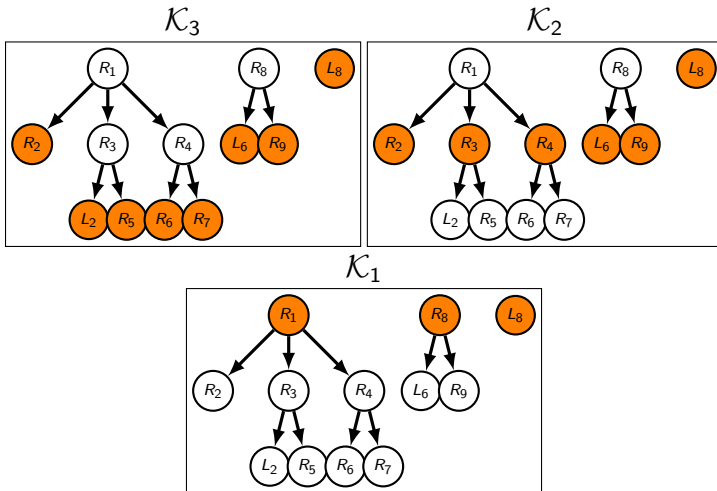 𝒦₃
R₁ R₈ L₈
R₂ R₃ R₄ L₆ R₉
L₂ R₅ R₆ R₇
𝒦₂
R₁ R₈ L₈
R₂ R₃ R₄ L₆ R₉
L₂ R₅ R₆ R₇
𝒦₁
R₁ R₈ L₈
R₂ R₃ R₄ L₆ R₉
L₂ R₅ R₆ R₇